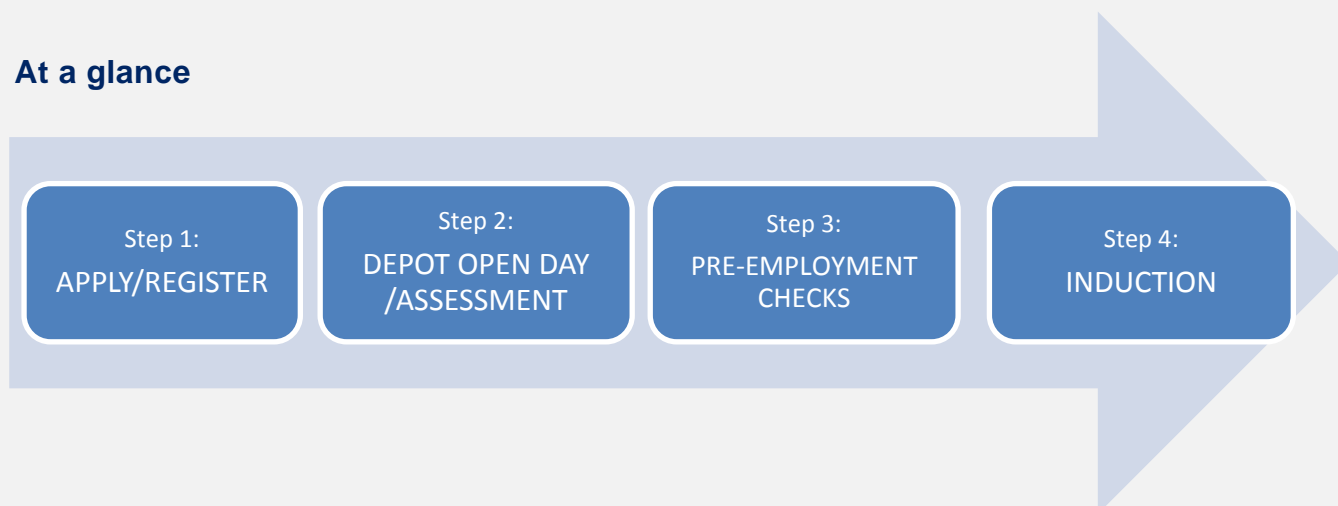 At a glance
Step 1:
APPLY/REGISTER
Step 2:
DEPOT OPEN DAY
/ASSESSMENT
Step 3:
PRE-EMPLOYMENT
CHECKS
Step 4:
INDUCTION